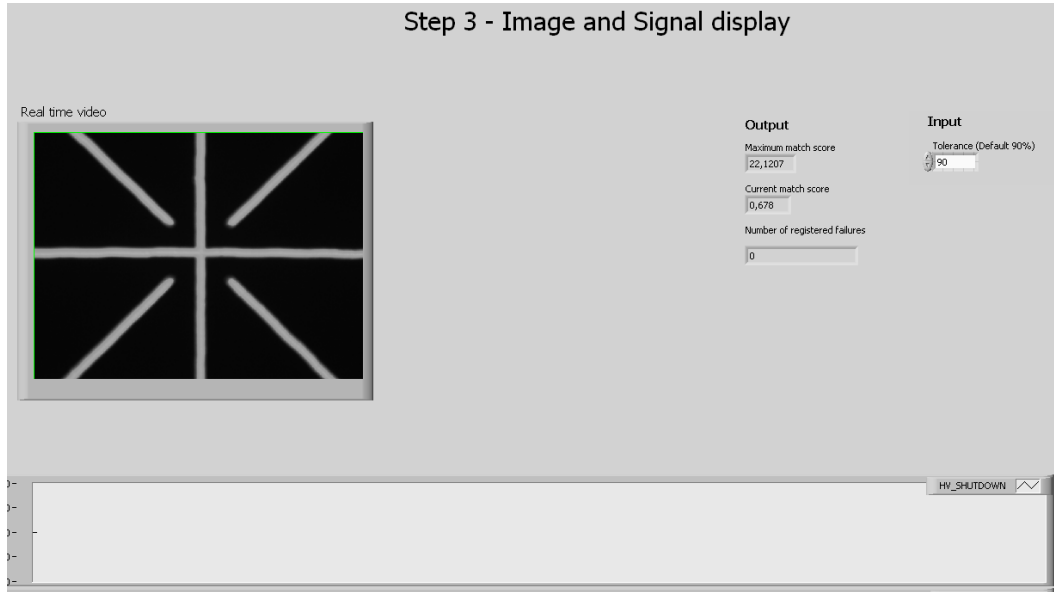 Step 3 - Image and Signal display
Real time video
Output
Maximum match score
22,1207
Current match score
0,678
Number of registered failures
0
Input
Tolerance (Default 90%)
90
HV_SHUTDOWN